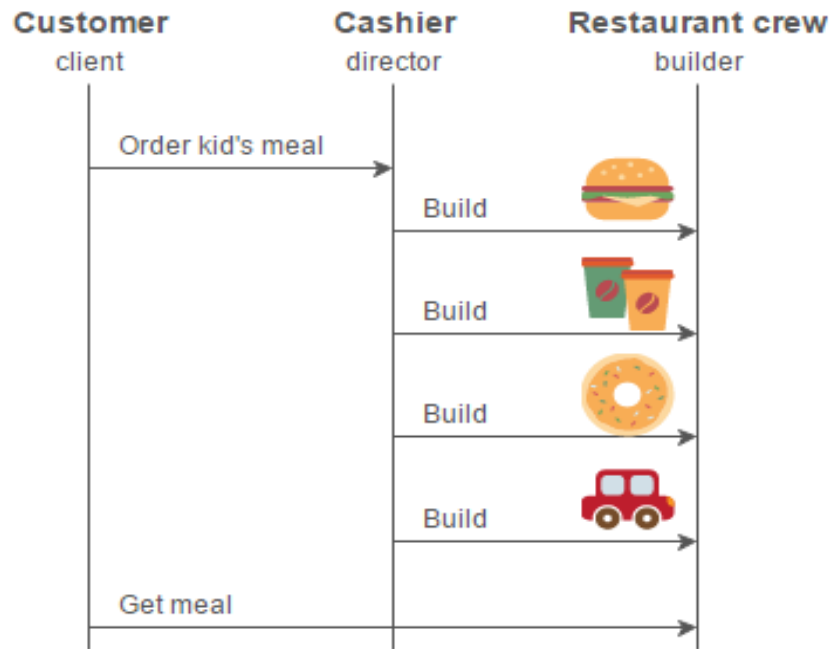 Customer Cashier Restaurant crew
client director builder
Order kid's meal
Build
Build
Build
Build
Get meal